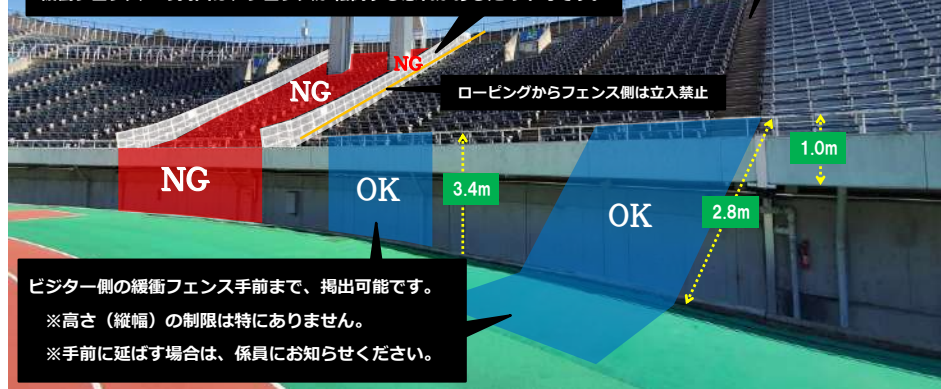 NG
NG
ローピングからフェンス側は立入禁止
1.0m
NG
OK
3.4m
OK
2.8m
ビジター側の緩衝フェンス手前まで、掲出可能です。
※高さ（縦幅）の制限は特にありません。
※手前に延ばす場合は、係員にお知らせください。